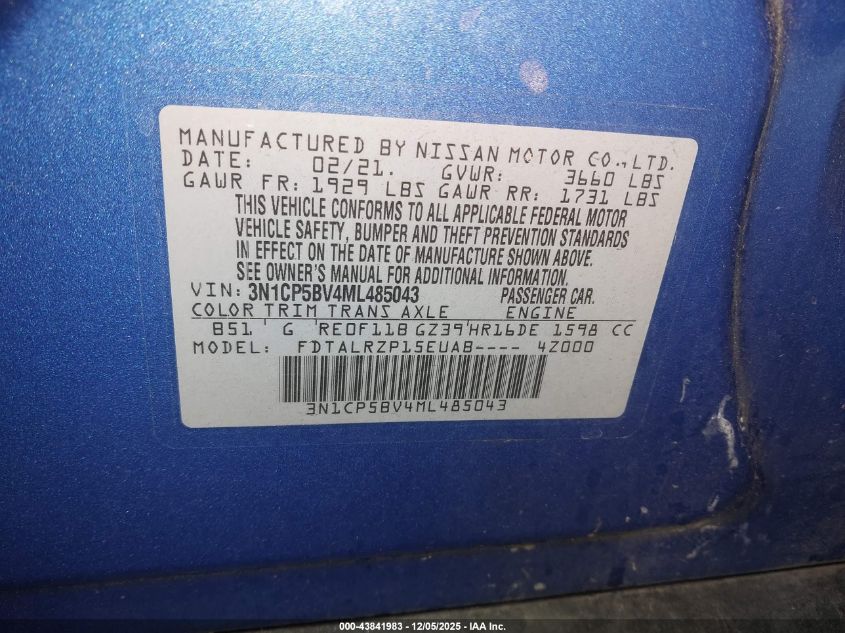 MANUFACTURED BY NISSAN MOTOR CO., LTD.
DATE: 02/21. GVWR: 3660 LBS
GAWR FR: 1929 LBS GAWR RR: 1731 LBS
THIS VEHICLE CONFORMS TO ALL APPLICABLE FEDERAL MOTOR
VEHICLE SAFETY, BUMPER AND THEFT PREVENTION STANDARDS
IN EFFECT ON THE DATE OF MANUFACTURE SHOWN ABOVE.
SEE OWNER'S MANUAL FOR ADDITIONAL INFORMATION.
VIN: 3N1CP5BV4ML485043 PASSENGER CAR.
COLOR TRIM TRANS AXLE ENGINE
B51 G RE0F11B GZ39 HR16DE 1598 CC
MODEL: FDTALRZP15EUAB---- 4Z000
3N1CP5BV4ML485043
000-43841983 - 12/05/2025 - IAA Inc.